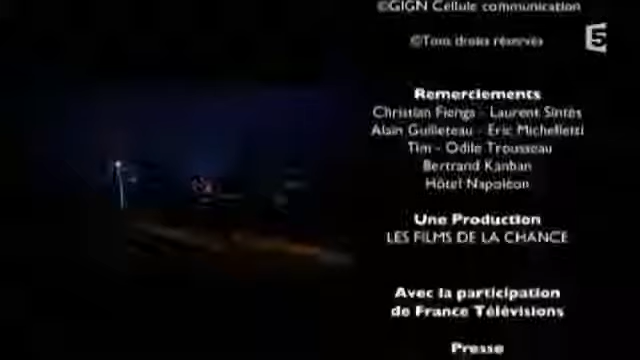 ©GIGN Cellule communication
©Tous droits réservés
5
Remerciements
Christian Fienga - Laurent Sintès
Alain Guilleteau - Eric Micheletti
Tim - Odile Trousseau
Bertrand Kanban
Hôtel Napoléon
Une Production
LES FILMS DE LA CHANCE
Avec la participation
de France Télévisions
Presse